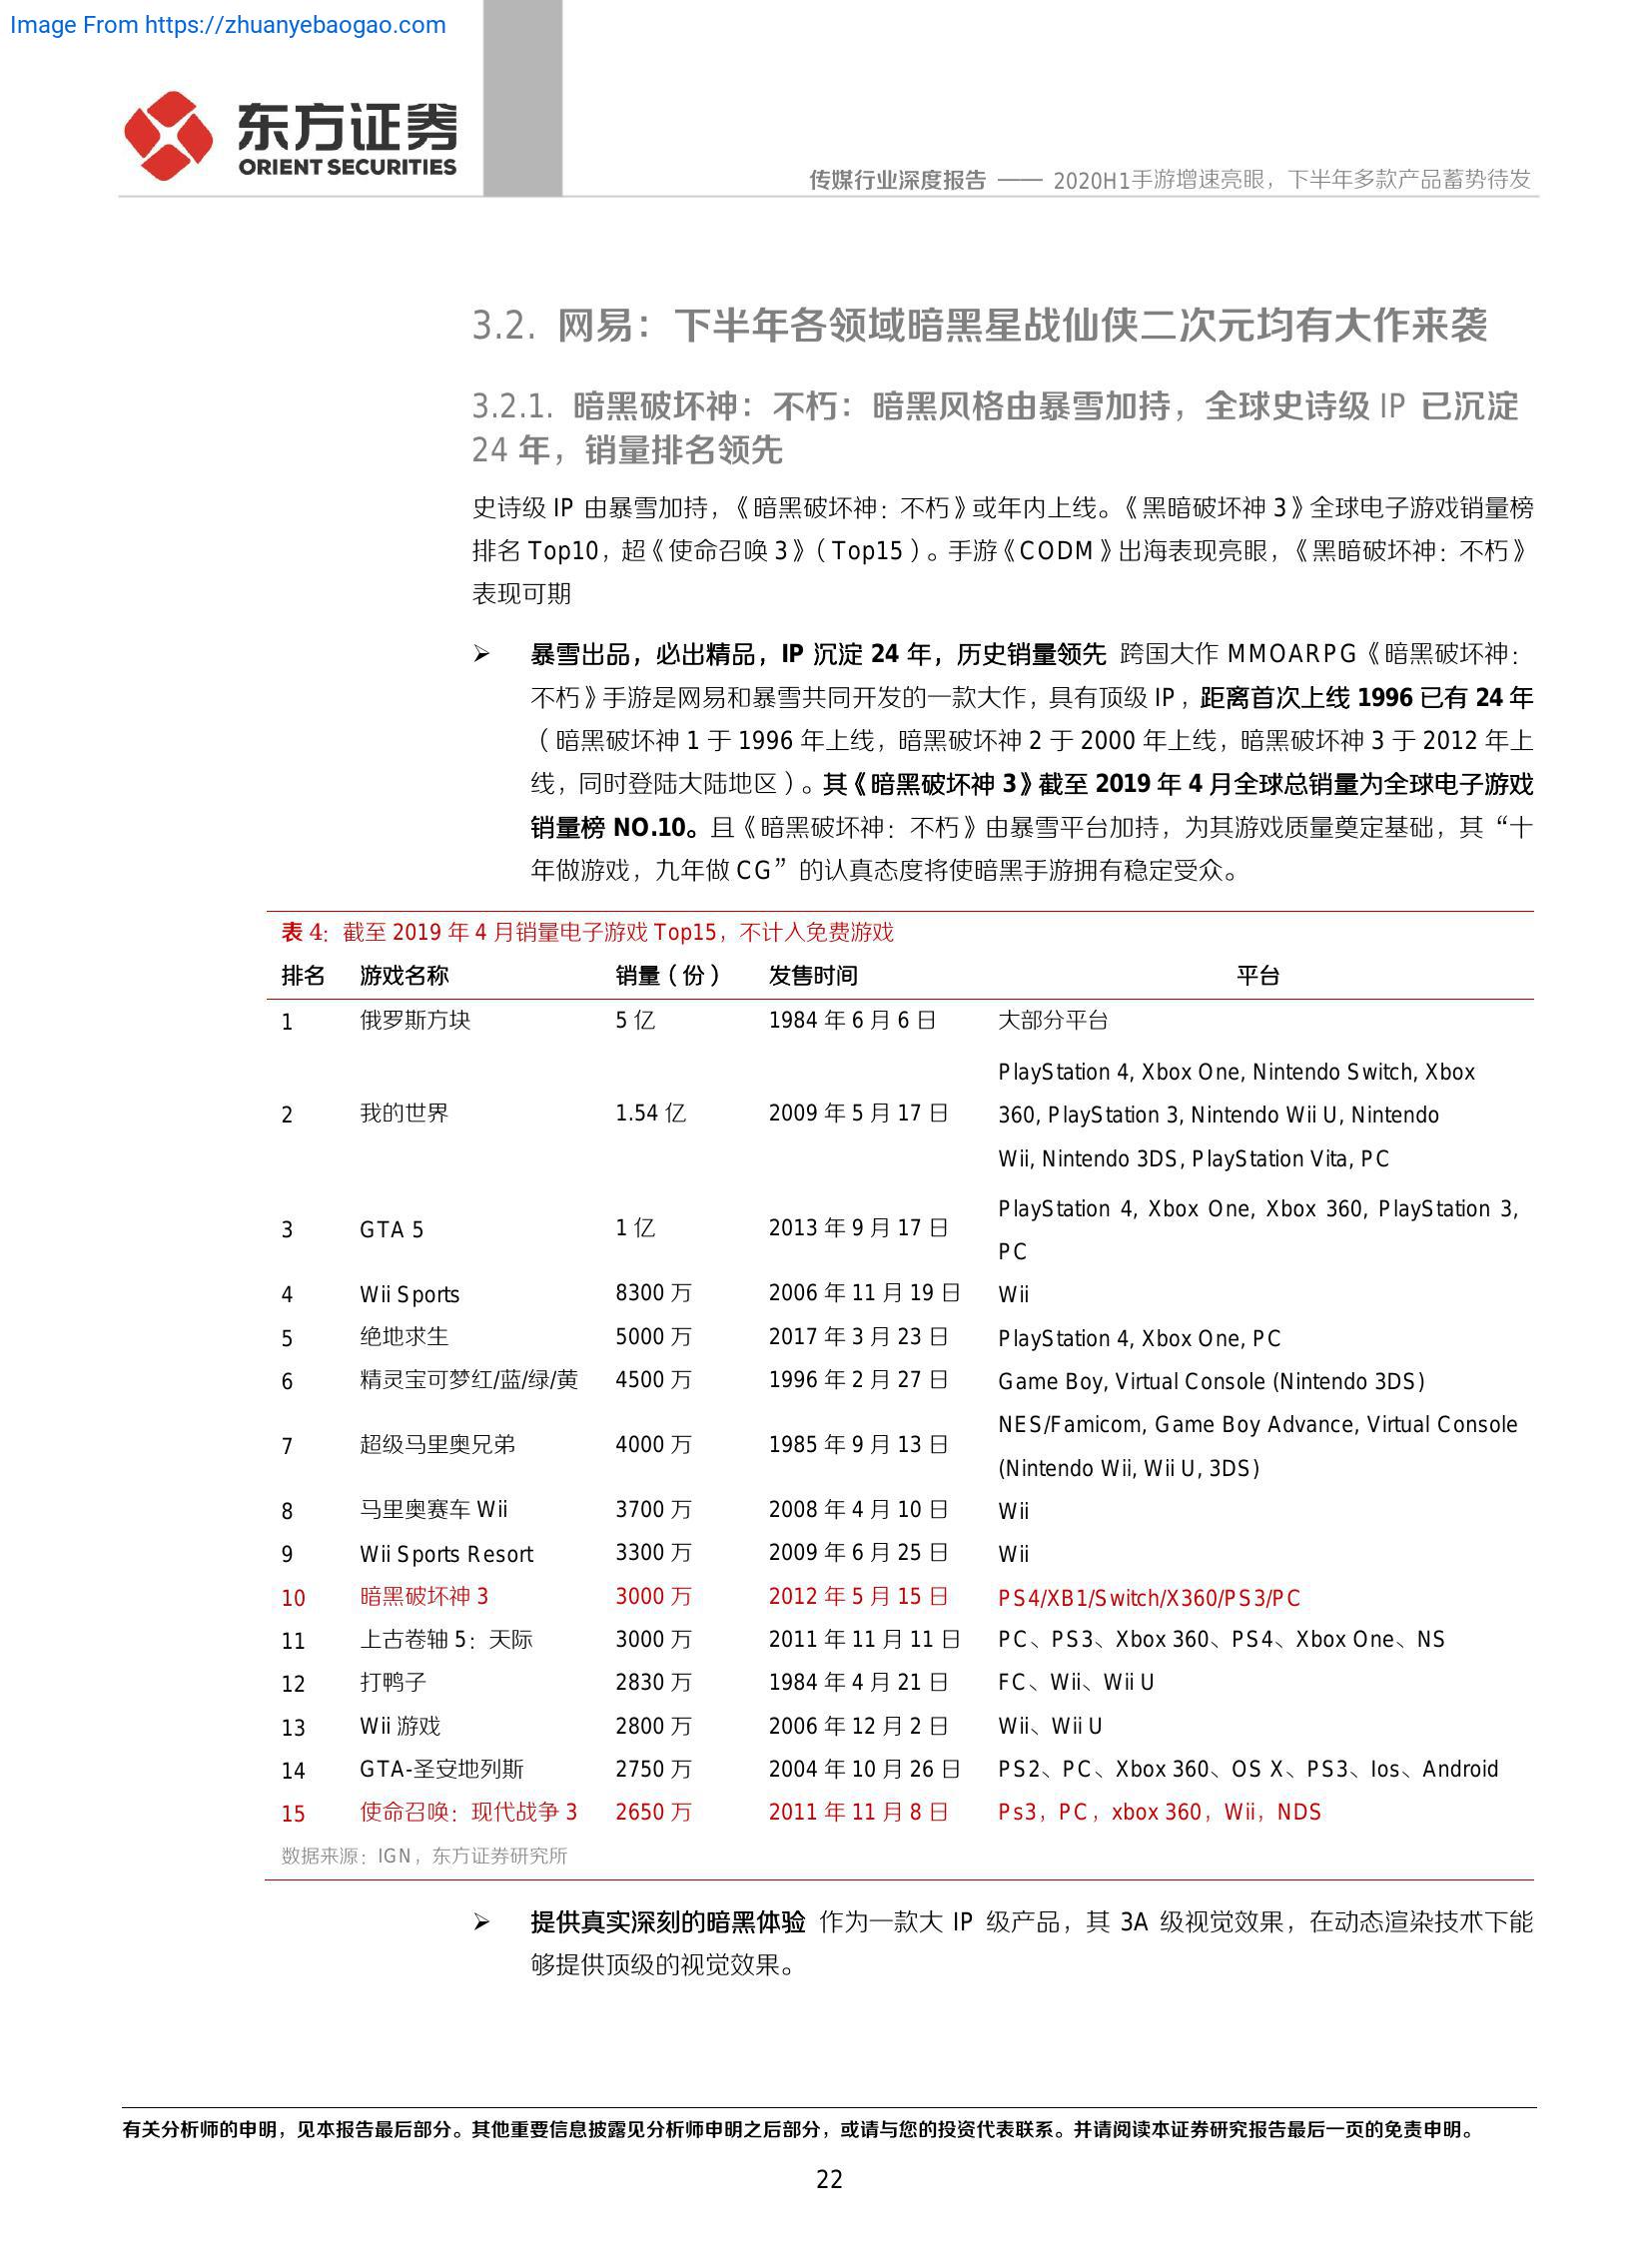 Image From https://zhuanyebaogao.com
东方证券
ORIENT SECURITIES
传媒行业深度报告 —— 2020H1手游增速亮眼，下半年多款产品蓄势待发
3.2. 网易：下半年各领域暗黑星战仙侠二次元均有大作来袭
3.2.1. 暗黑破坏神：不朽：暗黑风格由暴雪加持，全球史诗级 IP 已沉淀
24 年，销量排名领先
史诗级 IP 由暴雪加持，《暗黑破坏神：不朽》或年内上线。《黑暗破坏神 3》全球电子游戏销量榜
排名 Top10，超《使命召唤 3》（Top15）。手游《CODM》出海表现亮眼，《黑暗破坏神：不朽》
表现可期
➢ 暴雪出品，必出精品，IP 沉淀 24 年，历史销量领先 跨国大作 MMOARPG《暗黑破坏神：
不朽》手游是网易和暴雪共同开发的一款大作，具有顶级 IP，距离首次上线 1996 已有 24 年
（暗黑破坏神 1 于 1996 年上线，暗黑破坏神 2 于 2000 年上线，暗黑破坏神 3 于 2012 年上
线，同时登陆大陆地区）。其《暗黑破坏神 3》截至 2019 年 4 月全球总销量为全球电子游戏
销量榜 NO.10。且《暗黑破坏神：不朽》由暴雪平台加持，为其游戏质量奠定基础，其“十
年做游戏，九年做 CG”的认真态度将使暗黑手游拥有稳定受众。
表 4：截至 2019 年 4 月销量电子游戏 Top15，不计入免费游戏
排名 游戏名称 销量（份） 发售时间 平台
1 俄罗斯方块 5 亿 1984 年 6 月 6 日 大部分平台
PlayStation 4, Xbox One, Nintendo Switch, Xbox
2 我的世界 1.54 亿 2009 年 5 月 17 日 360, PlayStation 3, Nintendo Wii U, Nintendo
Wii, Nintendo 3DS, PlayStation Vita, PC
PlayStation 4, Xbox One, Xbox 360, PlayStation 3,
3 GTA 5 1 亿 2013 年 9 月 17 日
PC
4 Wii Sports 8300 万 2006 年 11 月 19 日 Wii
5 绝地求生 5000 万 2017 年 3 月 23 日 PlayStation 4, Xbox One, PC
6 精灵宝可梦红/蓝/绿/黄 4500 万 1996 年 2 月 27 日 Game Boy, Virtual Console (Nintendo 3DS)
NES/Famicom, Game Boy Advance, Virtual Console
7 超级马里奥兄弟 4000 万 1985 年 9 月 13 日
(Nintendo Wii, Wii U, 3DS)
8 马里奥赛车 Wii 3700 万 2008 年 4 月 10 日 Wii
9 Wii Sports Resort 3300 万 2009 年 6 月 25 日 Wii
10 暗黑破坏神 3 3000 万 2012 年 5 月 15 日 PS4/XB1/Switch/X360/PS3/PC
11 上古卷轴 5：天际 3000 万 2011 年 11 月 11 日 PC、PS3、Xbox 360、PS4、Xbox One、NS
12 打鸭子 2830 万 1984 年 4 月 21 日 FC、Wii、Wii U
13 Wii 游戏 2800 万 2006 年 12 月 2 日 Wii、Wii U
14 GTA-圣安地列斯 2750 万 2004 年 10 月 26 日 PS2、PC、Xbox 360、OS X、PS3、Ios、Android
15 使命召唤：现代战争 3 2650 万 2011 年 11 月 8 日 Ps3，PC，xbox 360，Wii，NDS
数据来源：IGN，东方证券研究所
➢ 提供真实深刻的暗黑体验 作为一款大 IP 级产品，其 3A 级视觉效果，在动态渲染技术下能
够提供顶级的视觉效果。
有关分析师的申明，见本报告最后部分。其他重要信息披露见分析师申明之后部分，或请与您的投资代表联系。并请阅读本证券研究报告最后一页的免责申明。
22